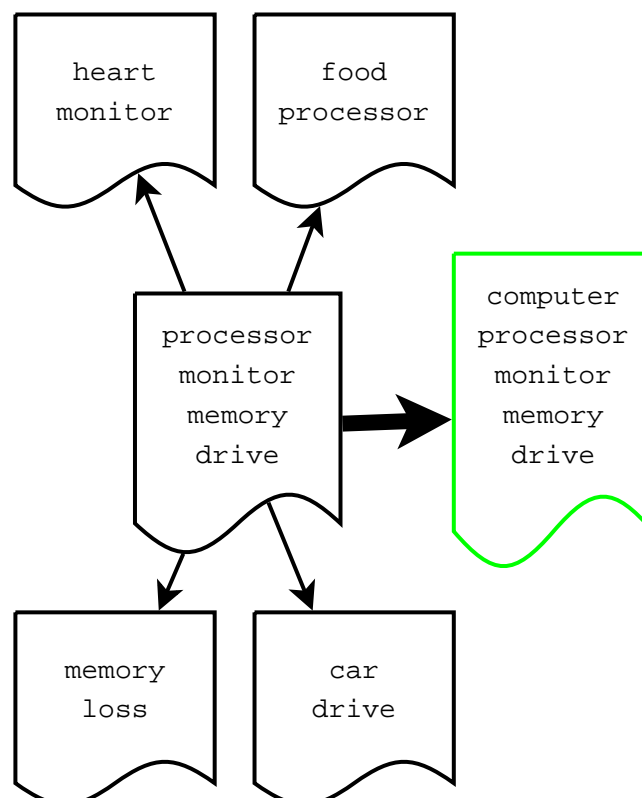 heart
monitor
food
processor
processor
monitor
memory
drive
computer
processor
monitor
memory
drive
memory
loss
car
drive